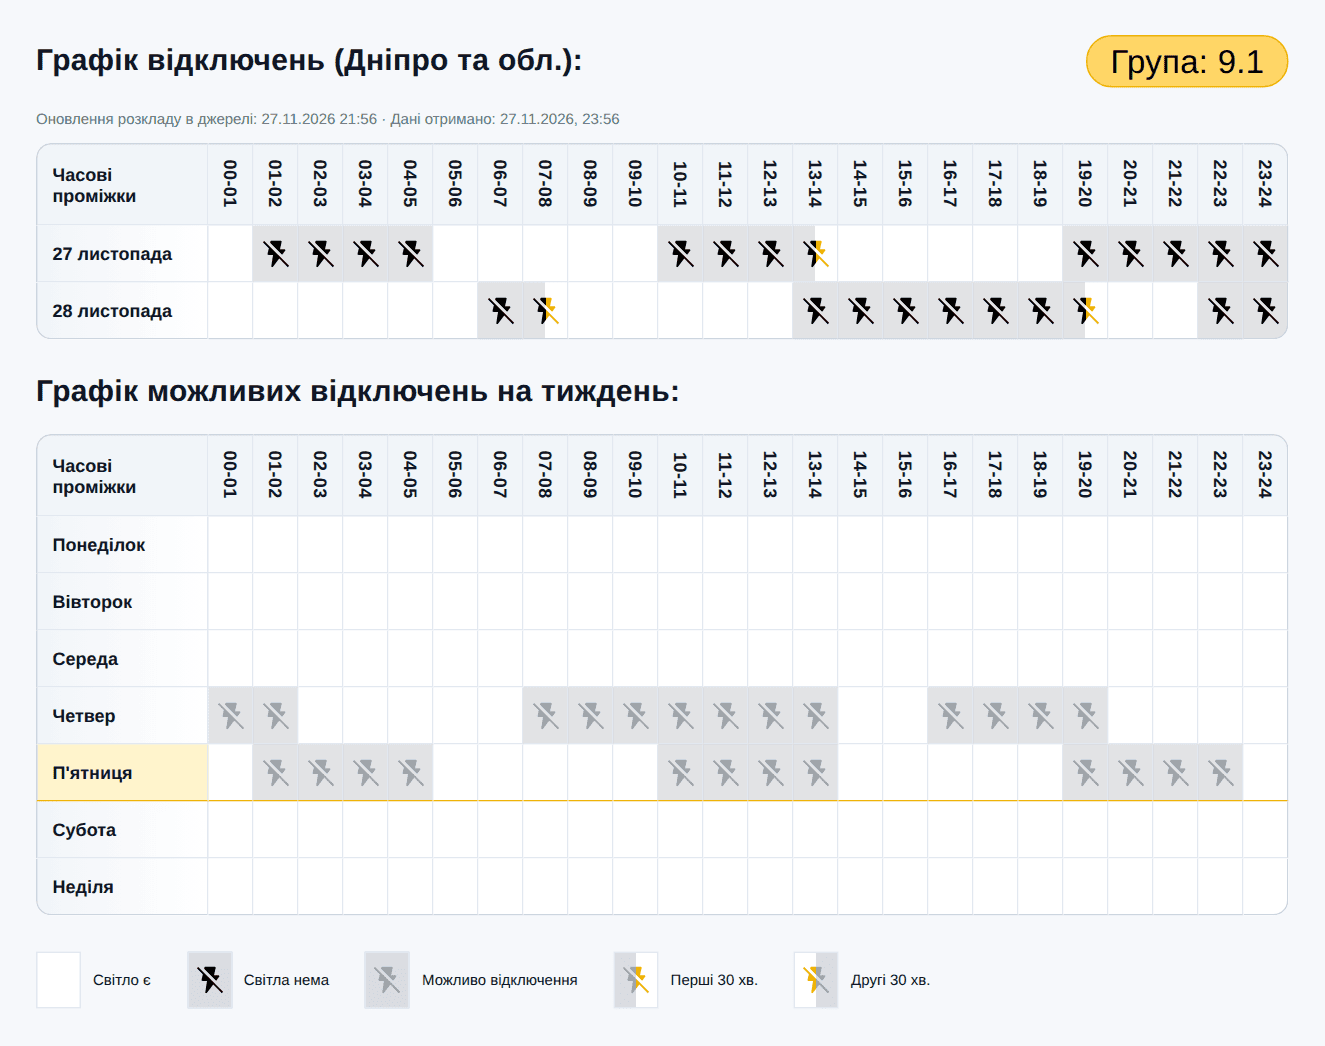 Графік відключень (Дніпро та обл.):
Група: 9.1
Оновлення розкладу в джерелі: 27.11.2026 21:56 · Дані отримано: 27.11.2026, 23:56
Часові проміжки 00-01 01-02 02-03 03-04 04-05 05-06 06-07 07-08 08-09 09-10 10-11 11-12 12-13 13-14 14-15 15-16 16-17 17-18 18-19 19-20 20-21 21-22 22-23 23-24
27 листопада
28 листопада
Графік можливих відключень на тиждень:
Часові проміжки 00-01 01-02 02-03 03-04 04-05 05-06 06-07 07-08 08-09 09-10 10-11 11-12 12-13 13-14 14-15 15-16 16-17 17-18 18-19 19-20 20-21 21-22 22-23 23-24
Понеділок
Вівторок
Середа
Четвер
П'ятниця
Субота
Неділя
Світло є Світла нема Можливо відключення Перші 30 хв. Другі 30 хв.